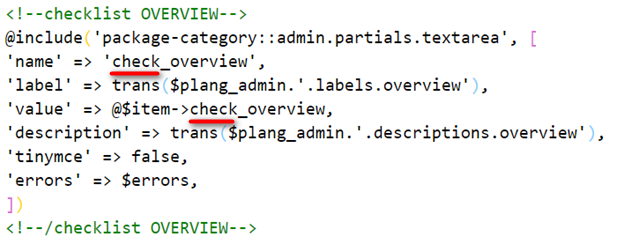 <!--checklist OVERVIEW-->
@include('package-category::admin.partials.textarea', [
'name' => 'check_overview',
'label' => trans($plang_admin.'.labels.overview'),
'value' => @$item->check_overview,
'description' => trans($plang_admin.'.descriptions.overview'),
'tinymce' => false,
'errors' => $errors,
])
<!--/checklist OVERVIEW-->